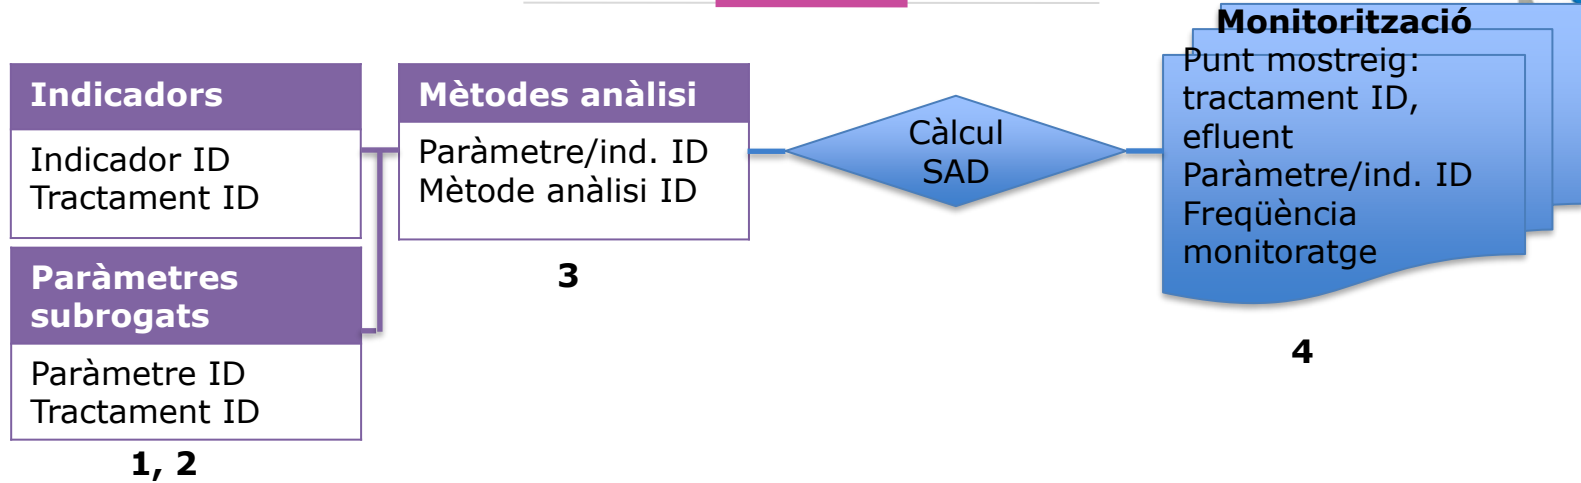 Indicadors
Indicador ID
Tractament ID
Paràmetres
subrogats
Paràmetre ID
Tractament ID
1, 2
Mètodes anàlisi
Paràmetre/ind. ID
Mètode anàlisi ID
3
Càlcul
SAD
Monitorització
Punt mostreig:
tractament ID,
efluent
Paràmetre/ind. ID
Freqüència
monitoratge
4